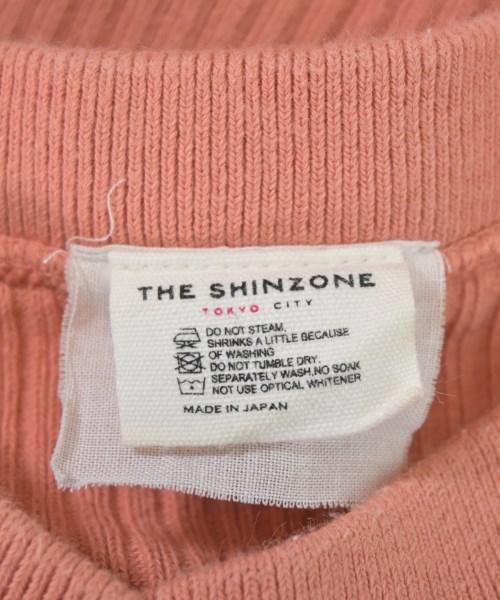 THE SHINZONE
TOKYO CITY
DO NOT STEAM.
SHRINKS A LITTLE BECAUSE
OF WASHING
DO NOT TUMBLE DRY.
SEPARATELY WASH.NO SOAK
NOT USE OPTICAL WHITENER
MADE IN JAPAN